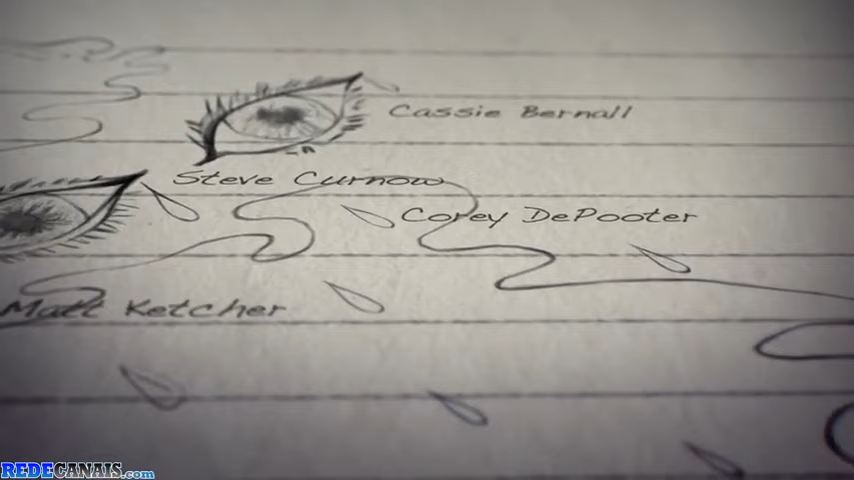 Cassie Bernall
Steve Curnow
Corey DePooter
Matt Ketcher
REDECANAIS.com